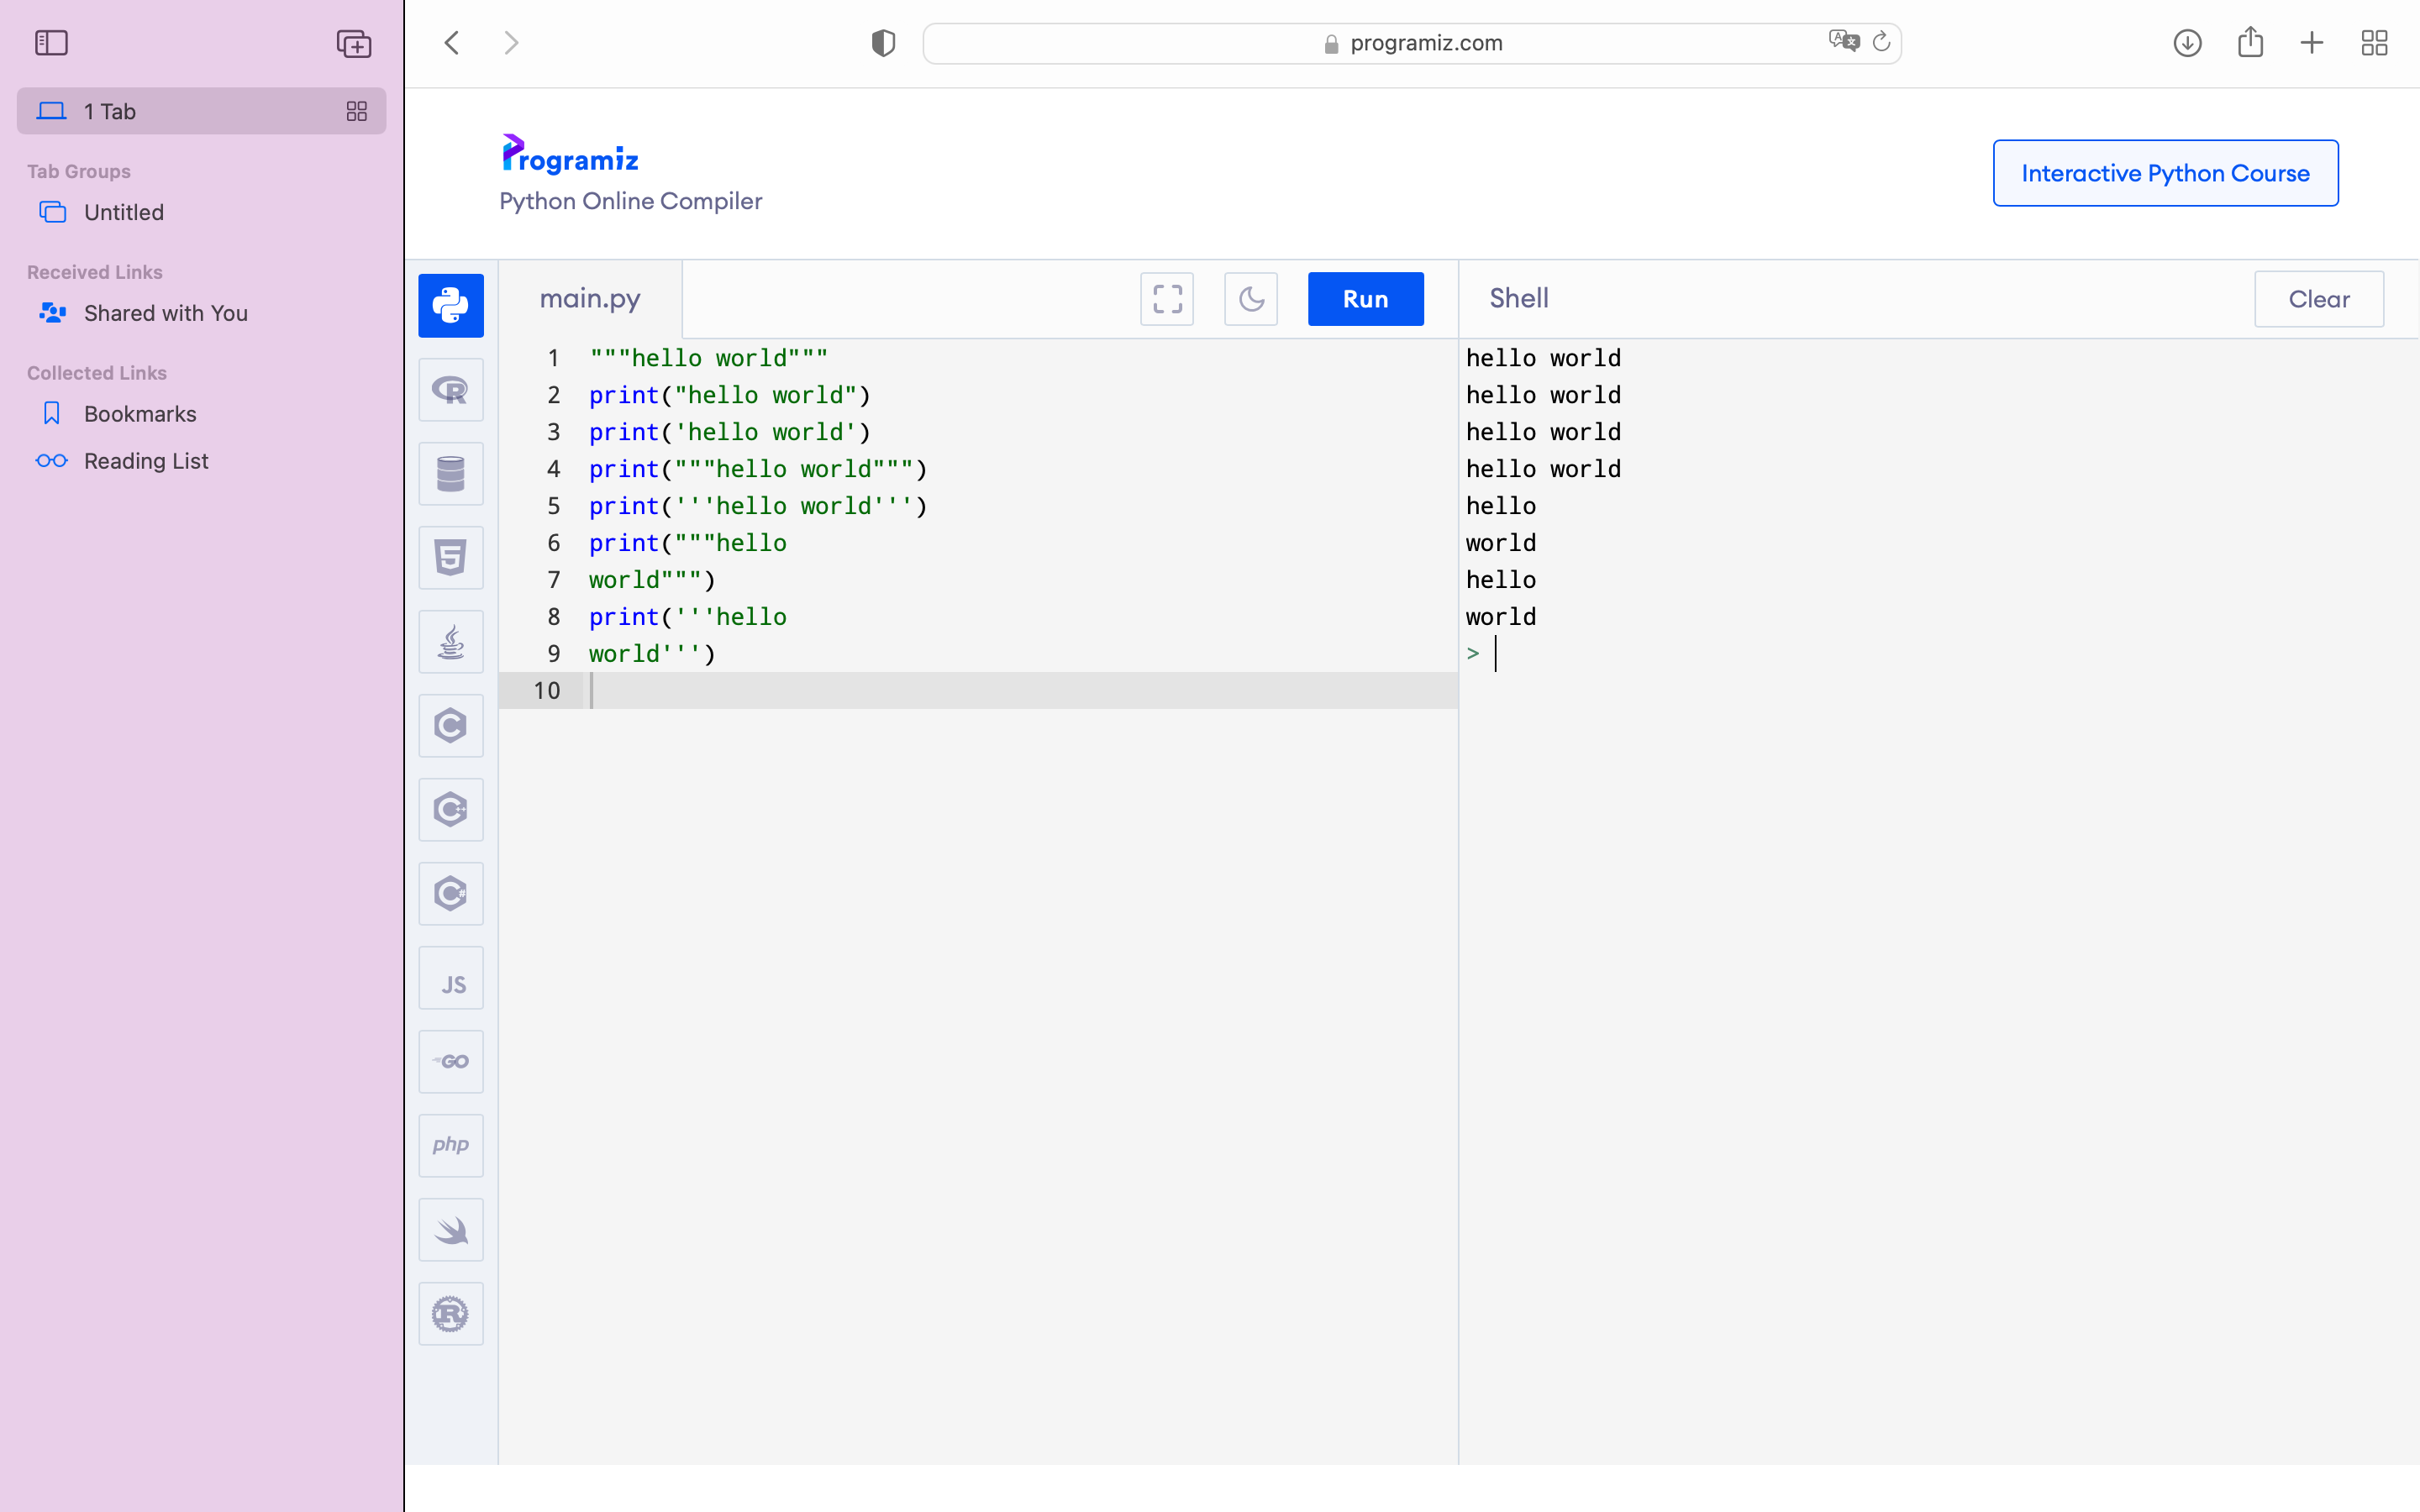 1 Tab
Tab Groups
Untitled
Received Links
Shared with You
Collected Links
Bookmarks
Reading List
programiz.com
Programiz
Python Online Compiler
Interactive Python Course
main.py
Run
Shell
Clear
1 """hello world"""
2 print("hello world")
3 print('hello world')
4 print("""hello world""")
5 print('''hello world''')
6 print("""hello
7 world""")
8 print('''hello
9 world''')
10
hello world
hello world
hello world
hello world
hello
world
hello
world
>
R
5
C
C++
C#
JS
GO
php
R